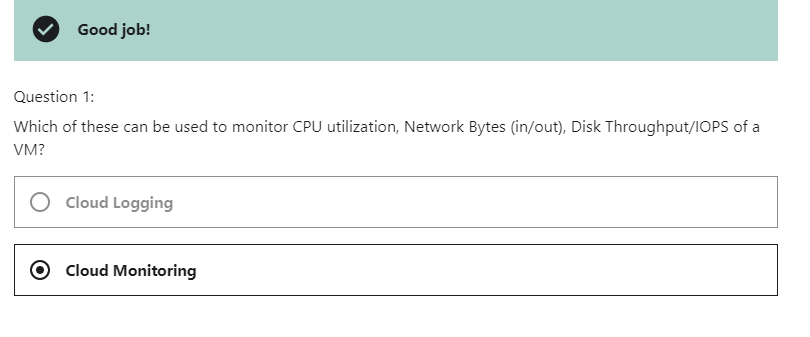 Good job!
Question 1:
Which of these can be used to monitor CPU utilization, Network Bytes (in/out), Disk Throughput/IOPS of a
VM?
Cloud Logging
Cloud Monitoring